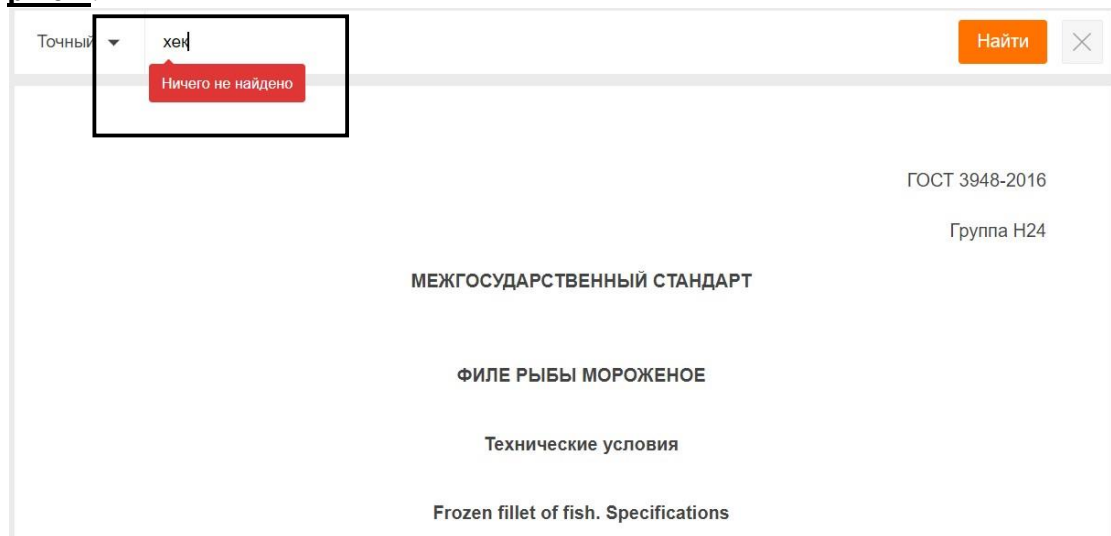 Точный хек Найти
Ничего не найдено
ГОСТ 3948-2016
Группа Н24
МЕЖГОСУДАРСТВЕННЫЙ СТАНДАРТ
ФИЛЕ РЫБЫ МОРОЖЕНОЕ
Технические условия
Frozen fillet of fish. Specifications